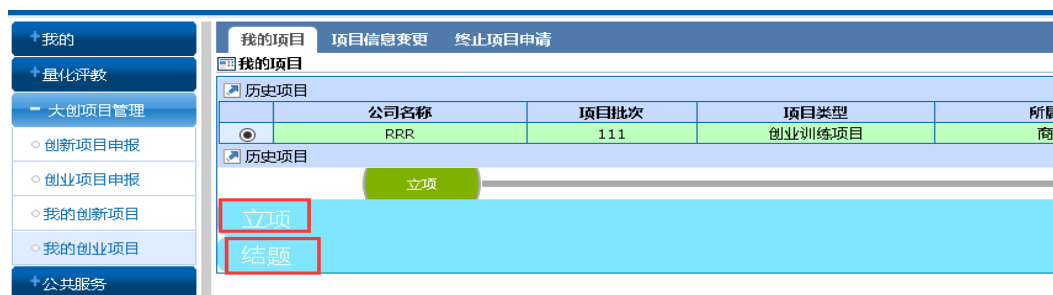 我的
量化评教
大创项目管理
创新项目申报
创业项目申报
我的创新项目
我的创业项目
公共服务
我的项目 项目信息变更 终止项目申请
我的项目
历史项目
公司名称 项目批次 项目类型 所属
RRR 111 创业训练项目 商
历史项目
立项
立项
结题